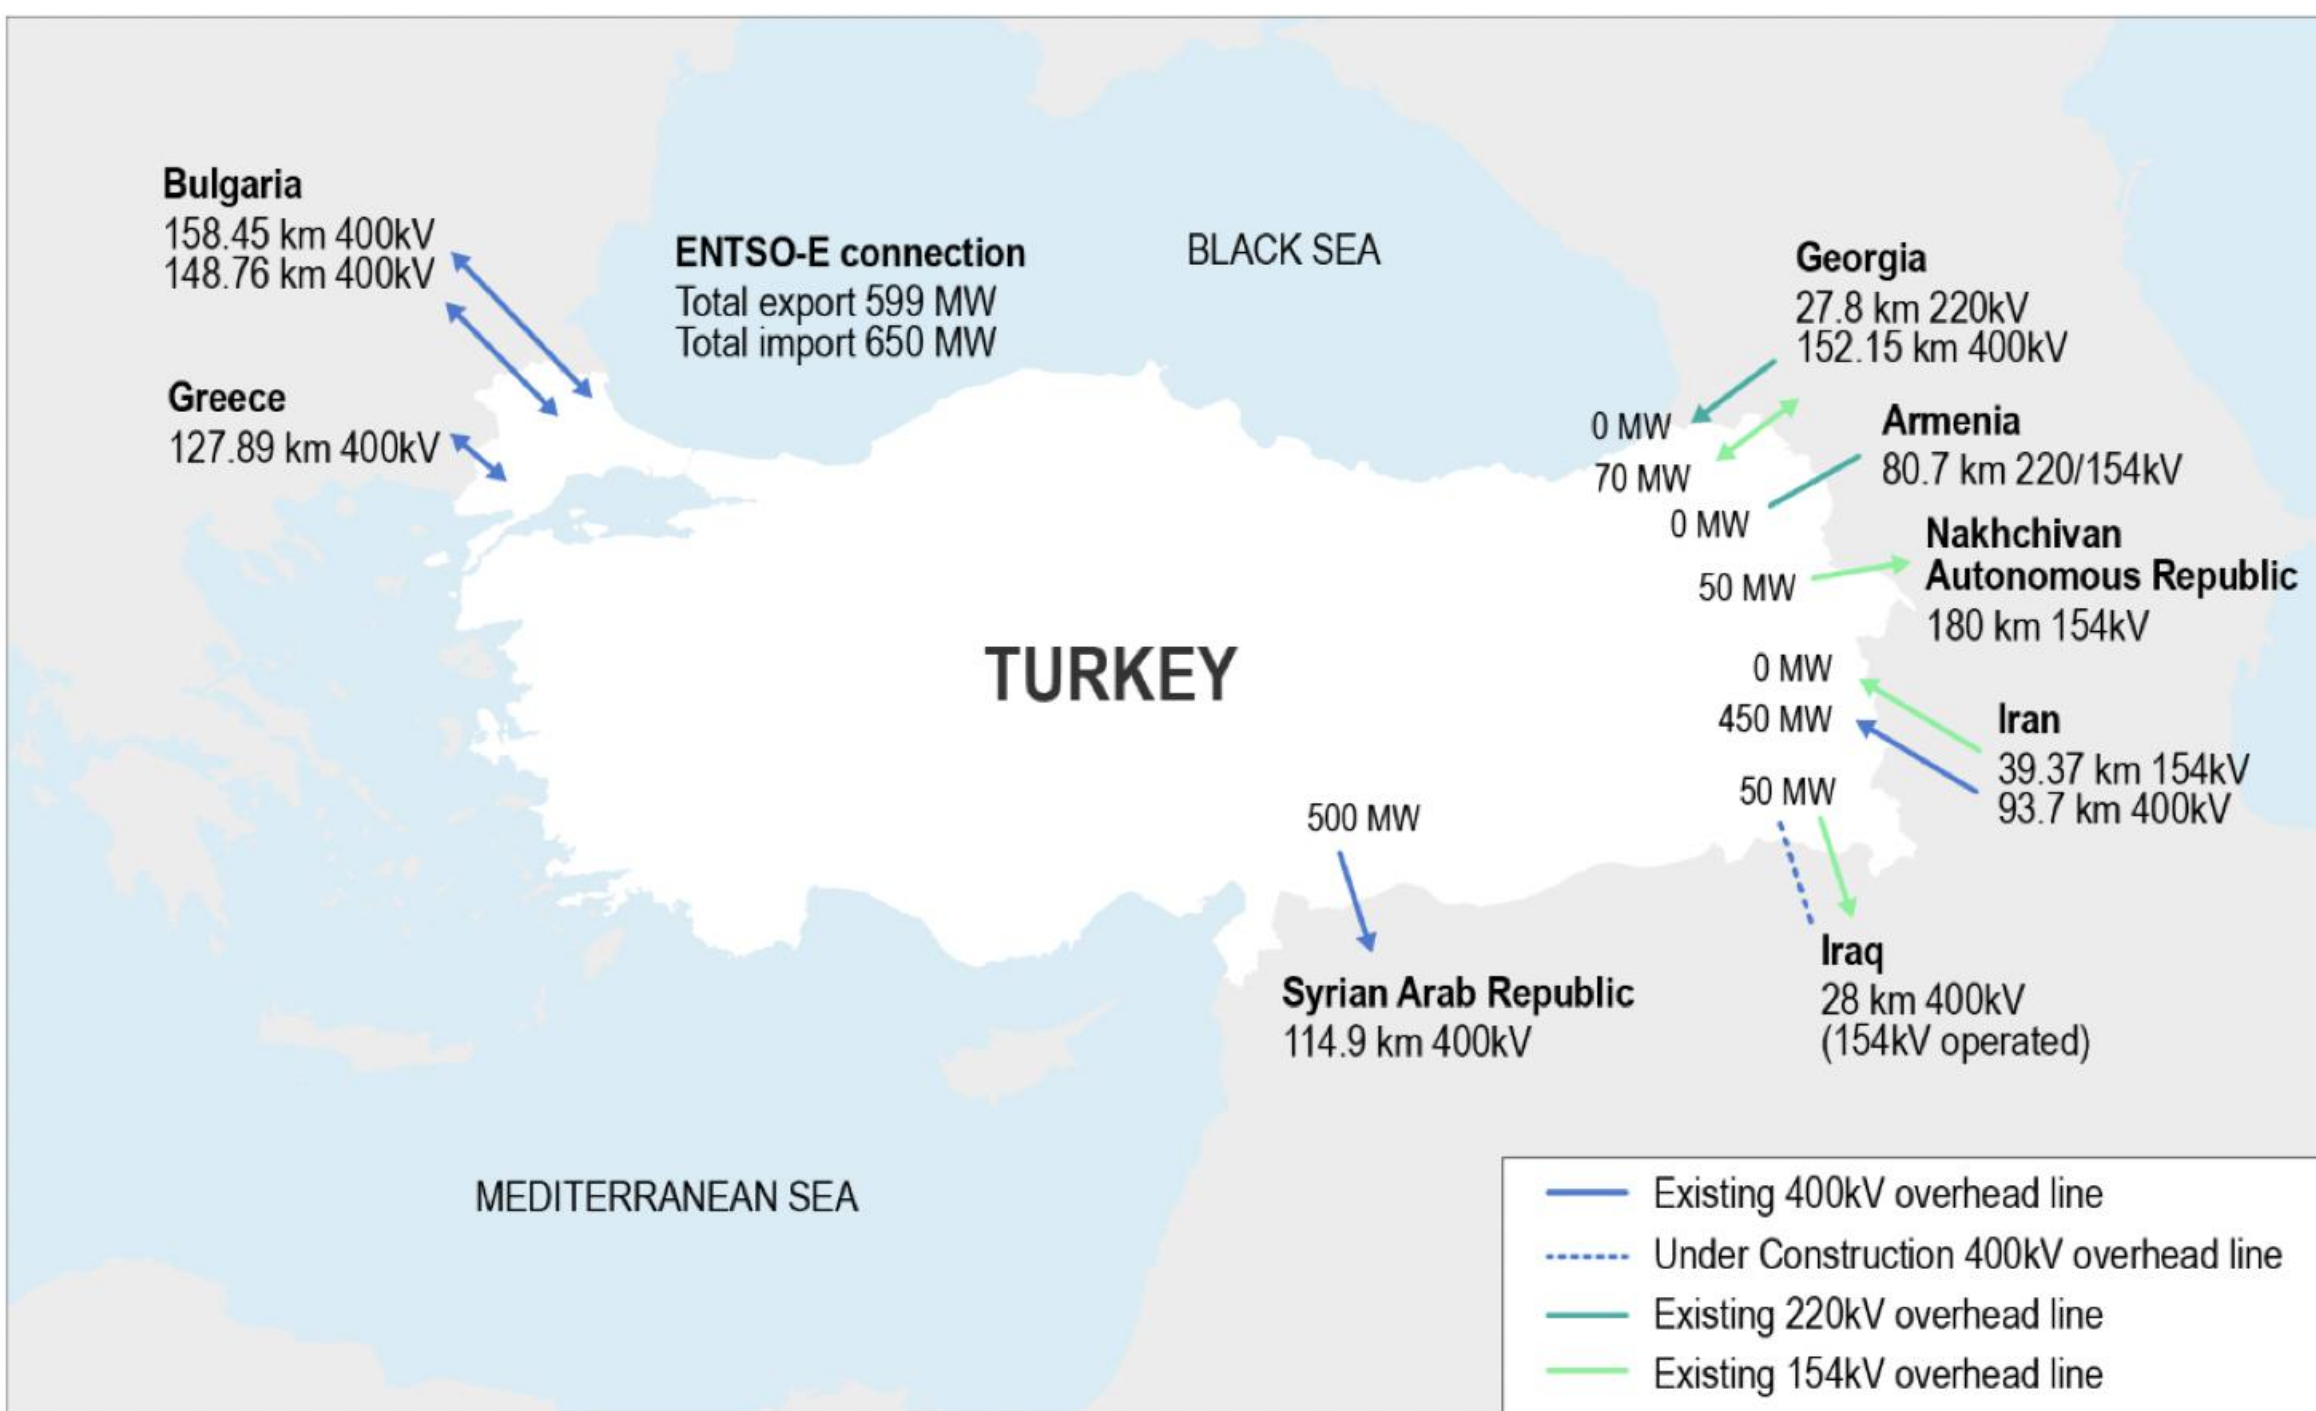 Bulgaria
158.45 km 400kV
148.76 km 400kV
Greece
127.89 km 400kV
ENTSO-E connection
Total export 599 MW
Total import 650 MW
BLACK SEA
Georgia
27.8 km 220kV
152.15 km 400kV
0 MW
70 MW
Armenia
80.7 km 220/154kV
0 MW
Nakhchivan
Autonomous Republic
180 km 154kV
50 MW
TURKEY
0 MW
450 MW
Iran
39.37 km 154kV
93.7 km 400kV
50 MW
500 MW
Iraq
28 km 400kV
(154kV operated)
Syrian Arab Republic
114.9 km 400kV
MEDITERRANEAN SEA
Existing 400kV overhead line
Under Construction 400kV overhead line
Existing 220kV overhead line
Existing 154kV overhead line